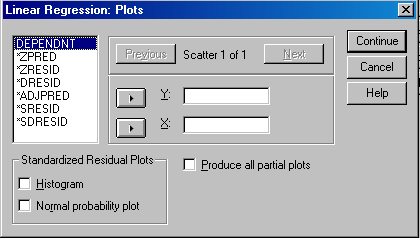 Linear Regression: Plots
DEPENDNT
*ZPRED
*ZRESID
*DRESID
*ADJPRED
*SRESID
*SDRESID
Previous
Scatter 1 of 1
Next
Y:
X:
Continue
Cancel
Help
Standardized Residual Plots
Histogram
Normal probability plot
Produce all partial plots